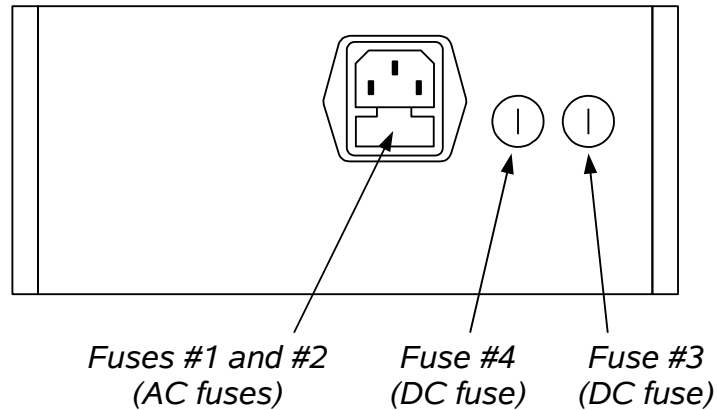 Fuses #1 and #2
(AC fuses)
Fuse #4
(DC fuse)
Fuse #3
(DC fuse)